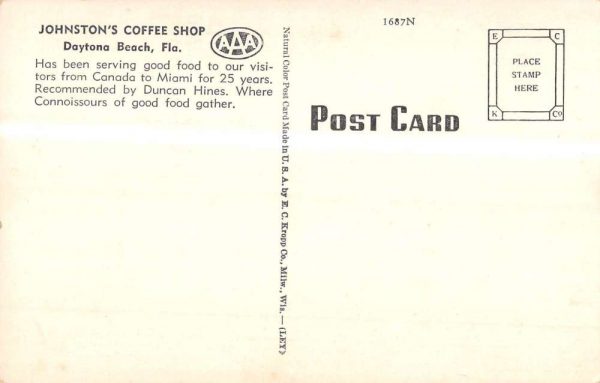 JOHNSTON'S COFFEE SHOP
Daytona Beach, Fla.
AAA
Has been serving good food to our visi-
tors from Canada to Miami for 25 years.
Recommended by Duncan Hines. Where
Connoissours of good food gather.
Natural Color Post Card Made in U. S. A. by E. C. Kropp Co., Milw., Wis. — (LEY)
1687N
POST CARD
E C
PLACE
STAMP
HERE
K Co